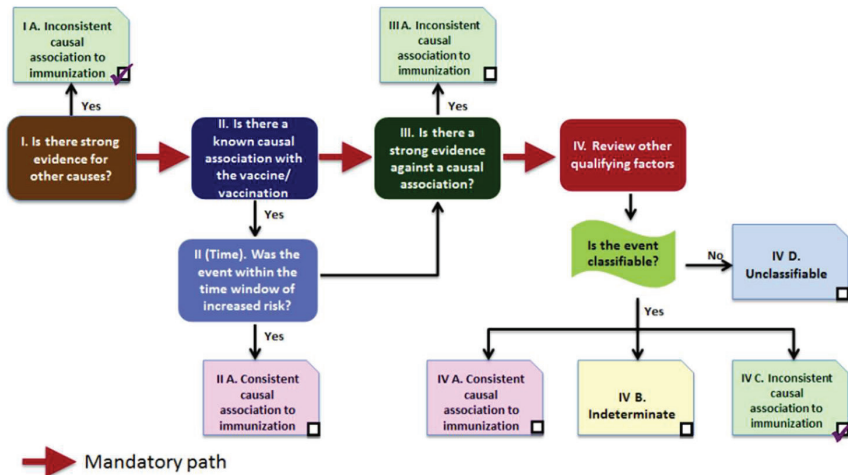 I A. Inconsistent
causal
association to
immunization
Yes
III A. Inconsistent
causal
association to
immunization
Yes
I. Is there strong
evidence for
other causes?
II. Is there a
known causal
association with
the vaccine/
vaccination
III. Is there a
strong evidence
against a causal
association?
IV. Review other
qualifying factors
Yes
II (Time). Was the
event within the
time window of
increased risk?
Is the event
classifiable?
No
IV D.
Unclassifiable
Yes
Yes
II A. Consistent
causal
association to
immunization
IV A. Consistent
causal
association to
immunization
IV B.
Indeterminate
IV C. Inconsistent
causal
association to
immunization
Mandatory path